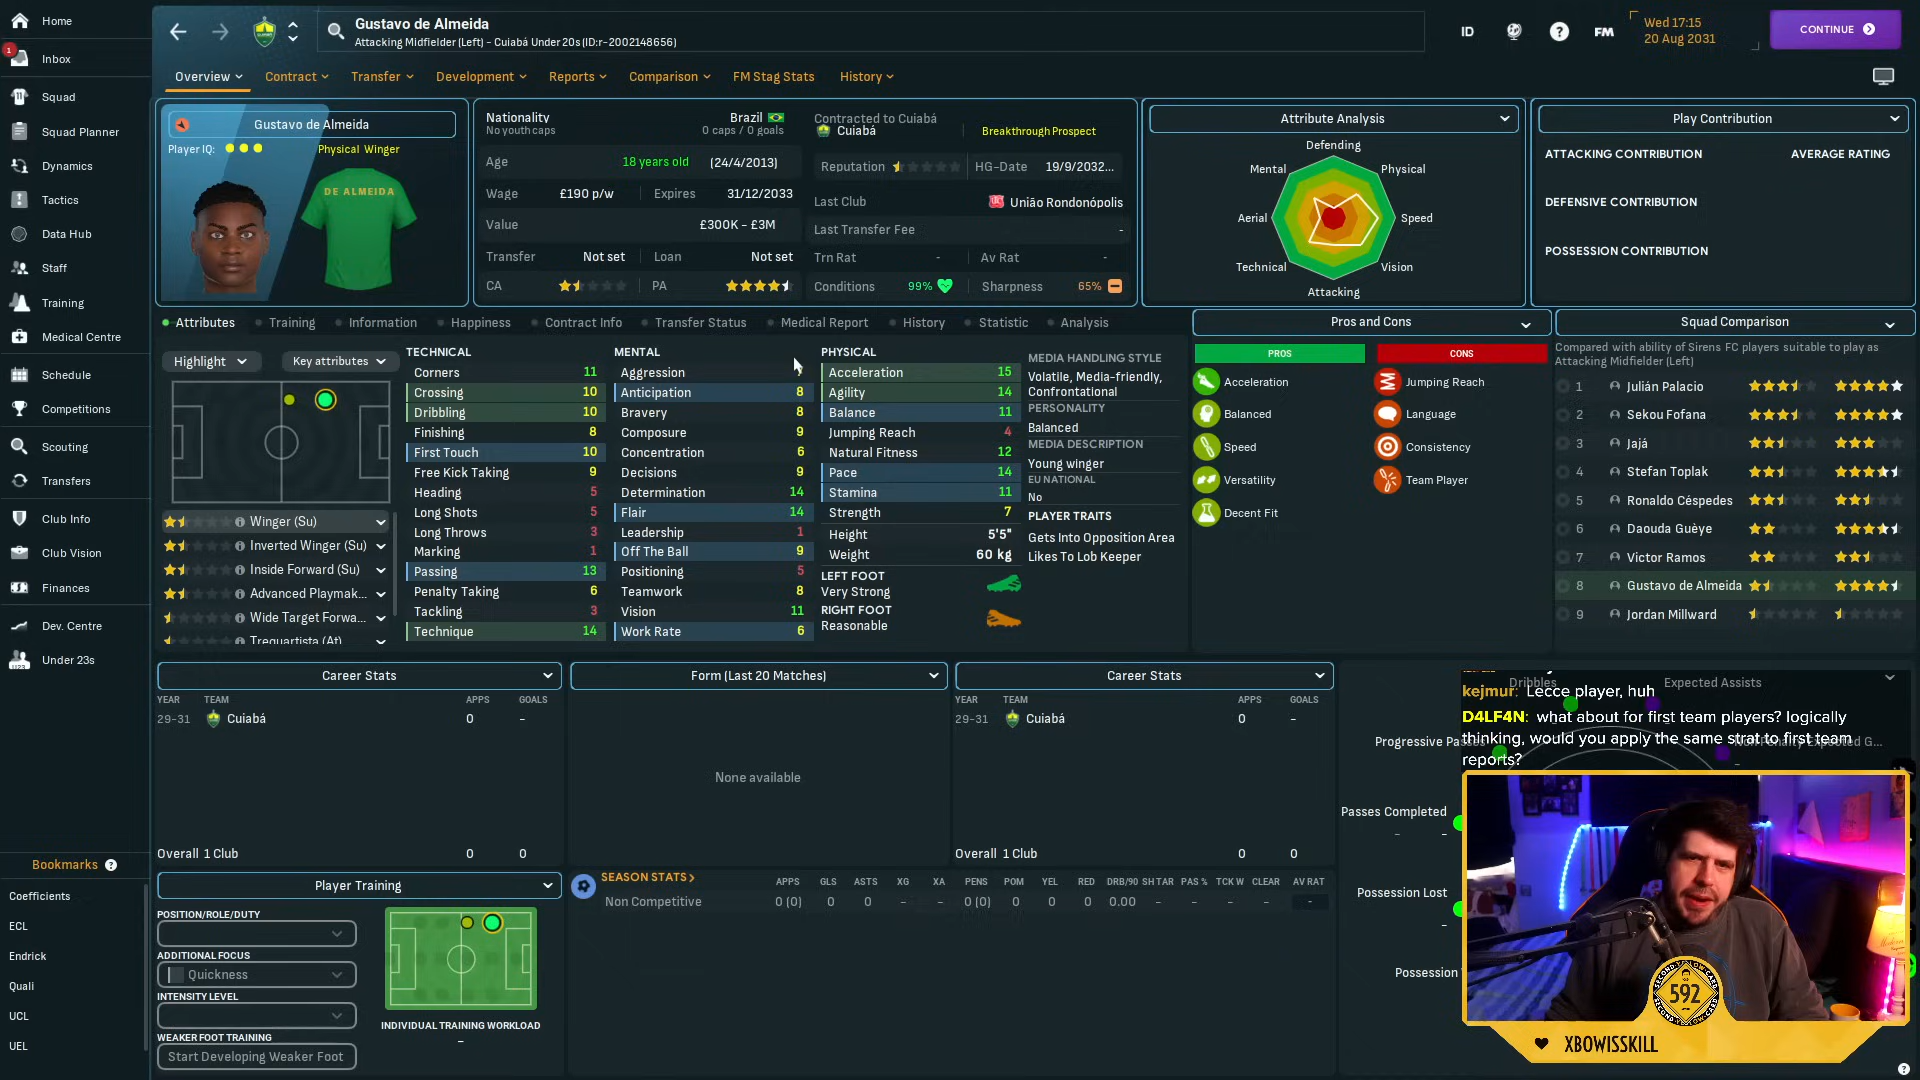 Home
Inbox
1
Squad
Squad Planner
Dynamics
Tactics
Data Hub
Staff
Training
Medical Centre
Schedule
Competitions
Scouting
Transfers
Club Info
Club Vision
Finances
Dev. Centre
Under 23s
Bookmarks ?
Coefficients
ECL
Endrick
Quali
UCL
UEL
Gustavo de Almeida
Attacking Midfielder (Left) - Cuiabá Under 20s (ID:r-2002148656)
ID
?
FM
Wed 17:15
20 Aug 2031
CONTINUE
Overview
Contract
Transfer
Development
Reports
Comparison
FM Stag Stats
History
Gustavo de Almeida
Player IQ:
Physical Winger
DE ALMEIDA
Nationality Brazil
No youth caps 0 caps / 0 goals
Age 18 years old (24/4/2013)
Wage £190 p/w Expires 31/12/2033
Value £300K - £3M
Transfer Not set Loan Not set
CA PA
Contracted to Cuiabá
Cuiabá Breakthrough Prospect
Reputation HG-Date 19/9/2032...
Last Club União Rondonópolis
Last Transfer Fee -
Trn Rat - Av Rat -
Conditions 99% Sharpness 65%
Attribute Analysis
Defending
Mental Physical
Aerial Speed
Technical Vision
Attacking
Play Contribution
ATTACKING CONTRIBUTION AVERAGE RATING
DEFENSIVE CONTRIBUTION
POSSESSION CONTRIBUTION
Attributes
Training
Information
Happiness
Contract Info
Transfer Status
Medical Report
History
Statistic
Analysis
Highlight
Key attributes
Winger (Su)
Inverted Winger (Su)
Inside Forward (Su)
Advanced Playmak...
Wide Target Forwa...
Trequartista (At)
TECHNICAL
Corners 11
Crossing 10
Dribbling 10
Finishing 8
First Touch 10
Free Kick Taking 9
Heading 5
Long Shots 5
Long Throws 3
Marking 1
Passing 13
Penalty Taking 6
Tackling 3
Technique 14
MENTAL
Aggression
Anticipation 8
Bravery 8
Composure 9
Concentration 6
Decisions 9
Determination 14
Flair 14
Leadership 1
Off The Ball 9
Positioning 5
Teamwork 8
Vision 11
Work Rate 6
PHYSICAL
Acceleration 15
Agility 14
Balance 11
Jumping Reach 4
Natural Fitness 12
Pace 14
Stamina 11
Strength 7
Height 5'5"
Weight 60 kg
LEFT FOOT
Very Strong
RIGHT FOOT
Reasonable
MEDIA HANDLING STYLE
Volatile, Media-friendly,
Confrontational
PERSONALITY
Balanced
MEDIA DESCRIPTION
Young winger
EU NATIONAL
No
PLAYER TRAITS
Gets Into Opposition Area
Likes To Lob Keeper
Pros and Cons
PROS CONS
Acceleration Jumping Reach
Balanced Language
Speed Consistency
Versatility Team Player
Decent Fit
Squad Comparison
Compared with ability of Sirens FC players suitable to play as
Attacking Midfielder (Left)
1 Julián Palacio
2 Sekou Fofana
3 Jajá
4 Stefan Toplak
5 Ronaldo Céspedes
6 Daouda Guèye
7 Victor Ramos
8 Gustavo de Almeida
9 Jordan Millward
Career Stats
YEAR TEAM APPS GOALS
29-31 Cuiabá 0 -
Overall 1 Club 0 0
Form (Last 20 Matches)
None available
Career Stats
YEAR TEAM APPS GOALS
29-31 Cuiabá 0 -
Overall 1 Club 0 0
Dribbles
Expected Assists
Progressive Passes
Passes Completed
- -
Possession Lost
-
Possession
kejmur: Lecce player, huh
D4LF4N: what about for first team players? logically
thinking, would you apply the same strat to first team
reports?
Player Training
POSITION/ROLE/DUTY
ADDITIONAL FOCUS
Quickness
INTENSITY LEVEL
WEAKER FOOT TRAINING
Start Developing Weaker Foot
INDIVIDUAL TRAINING WORKLOAD
-
SEASON STATS> APPS GLS ASTS XG XA PENS POM YEL RED DRB/90 SH TAR PAS % TCK W CLEAR AV RAT
Non Competitive 0 (0) 0 0 - - 0 (0) 0 0 0 0.00 - - - - -
592
XBOWISSKILL
?